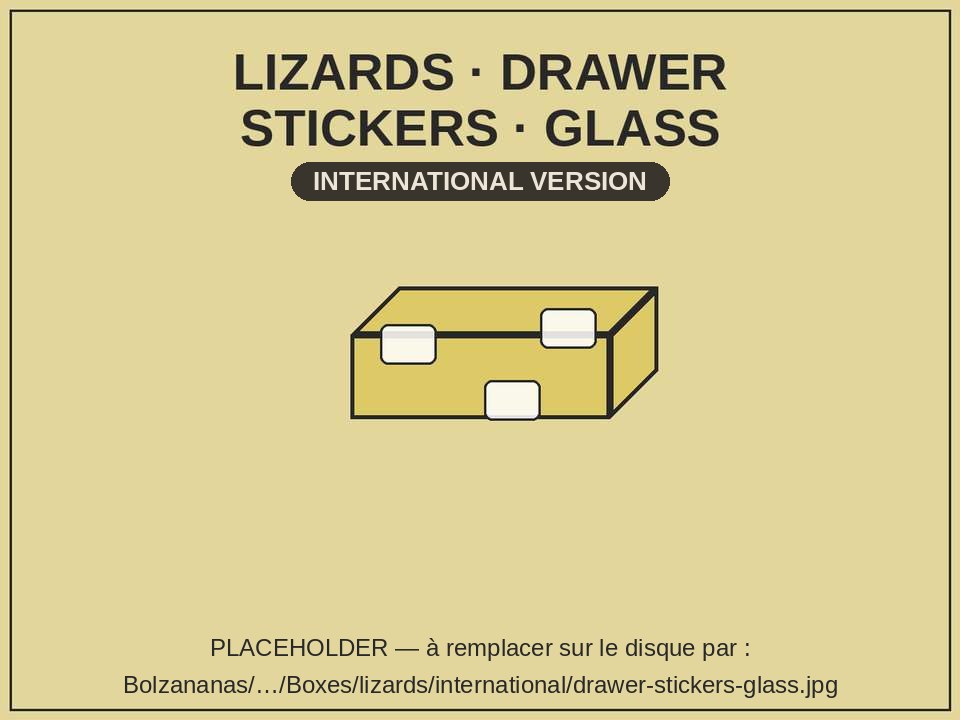 LIZARDS · DRAWER
STICKERS · GLASS
INTERNATIONAL VERSION
PLACEHOLDER — à remplacer sur le disque par :
Bolzananas/…/Boxes/lizards/international/drawer-stickers-glass.jpg